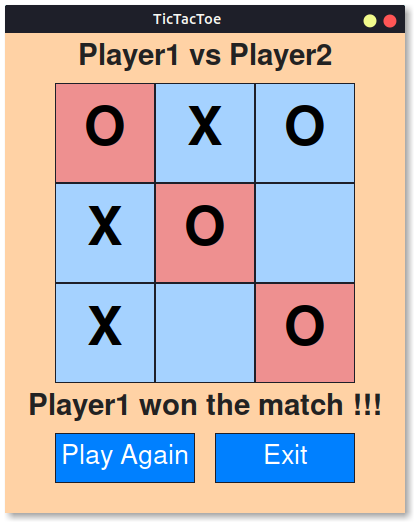 TicTacToe
Player1 vs Player2
O X O
X O
X O
Player1 won the match !!!
Play Again Exit